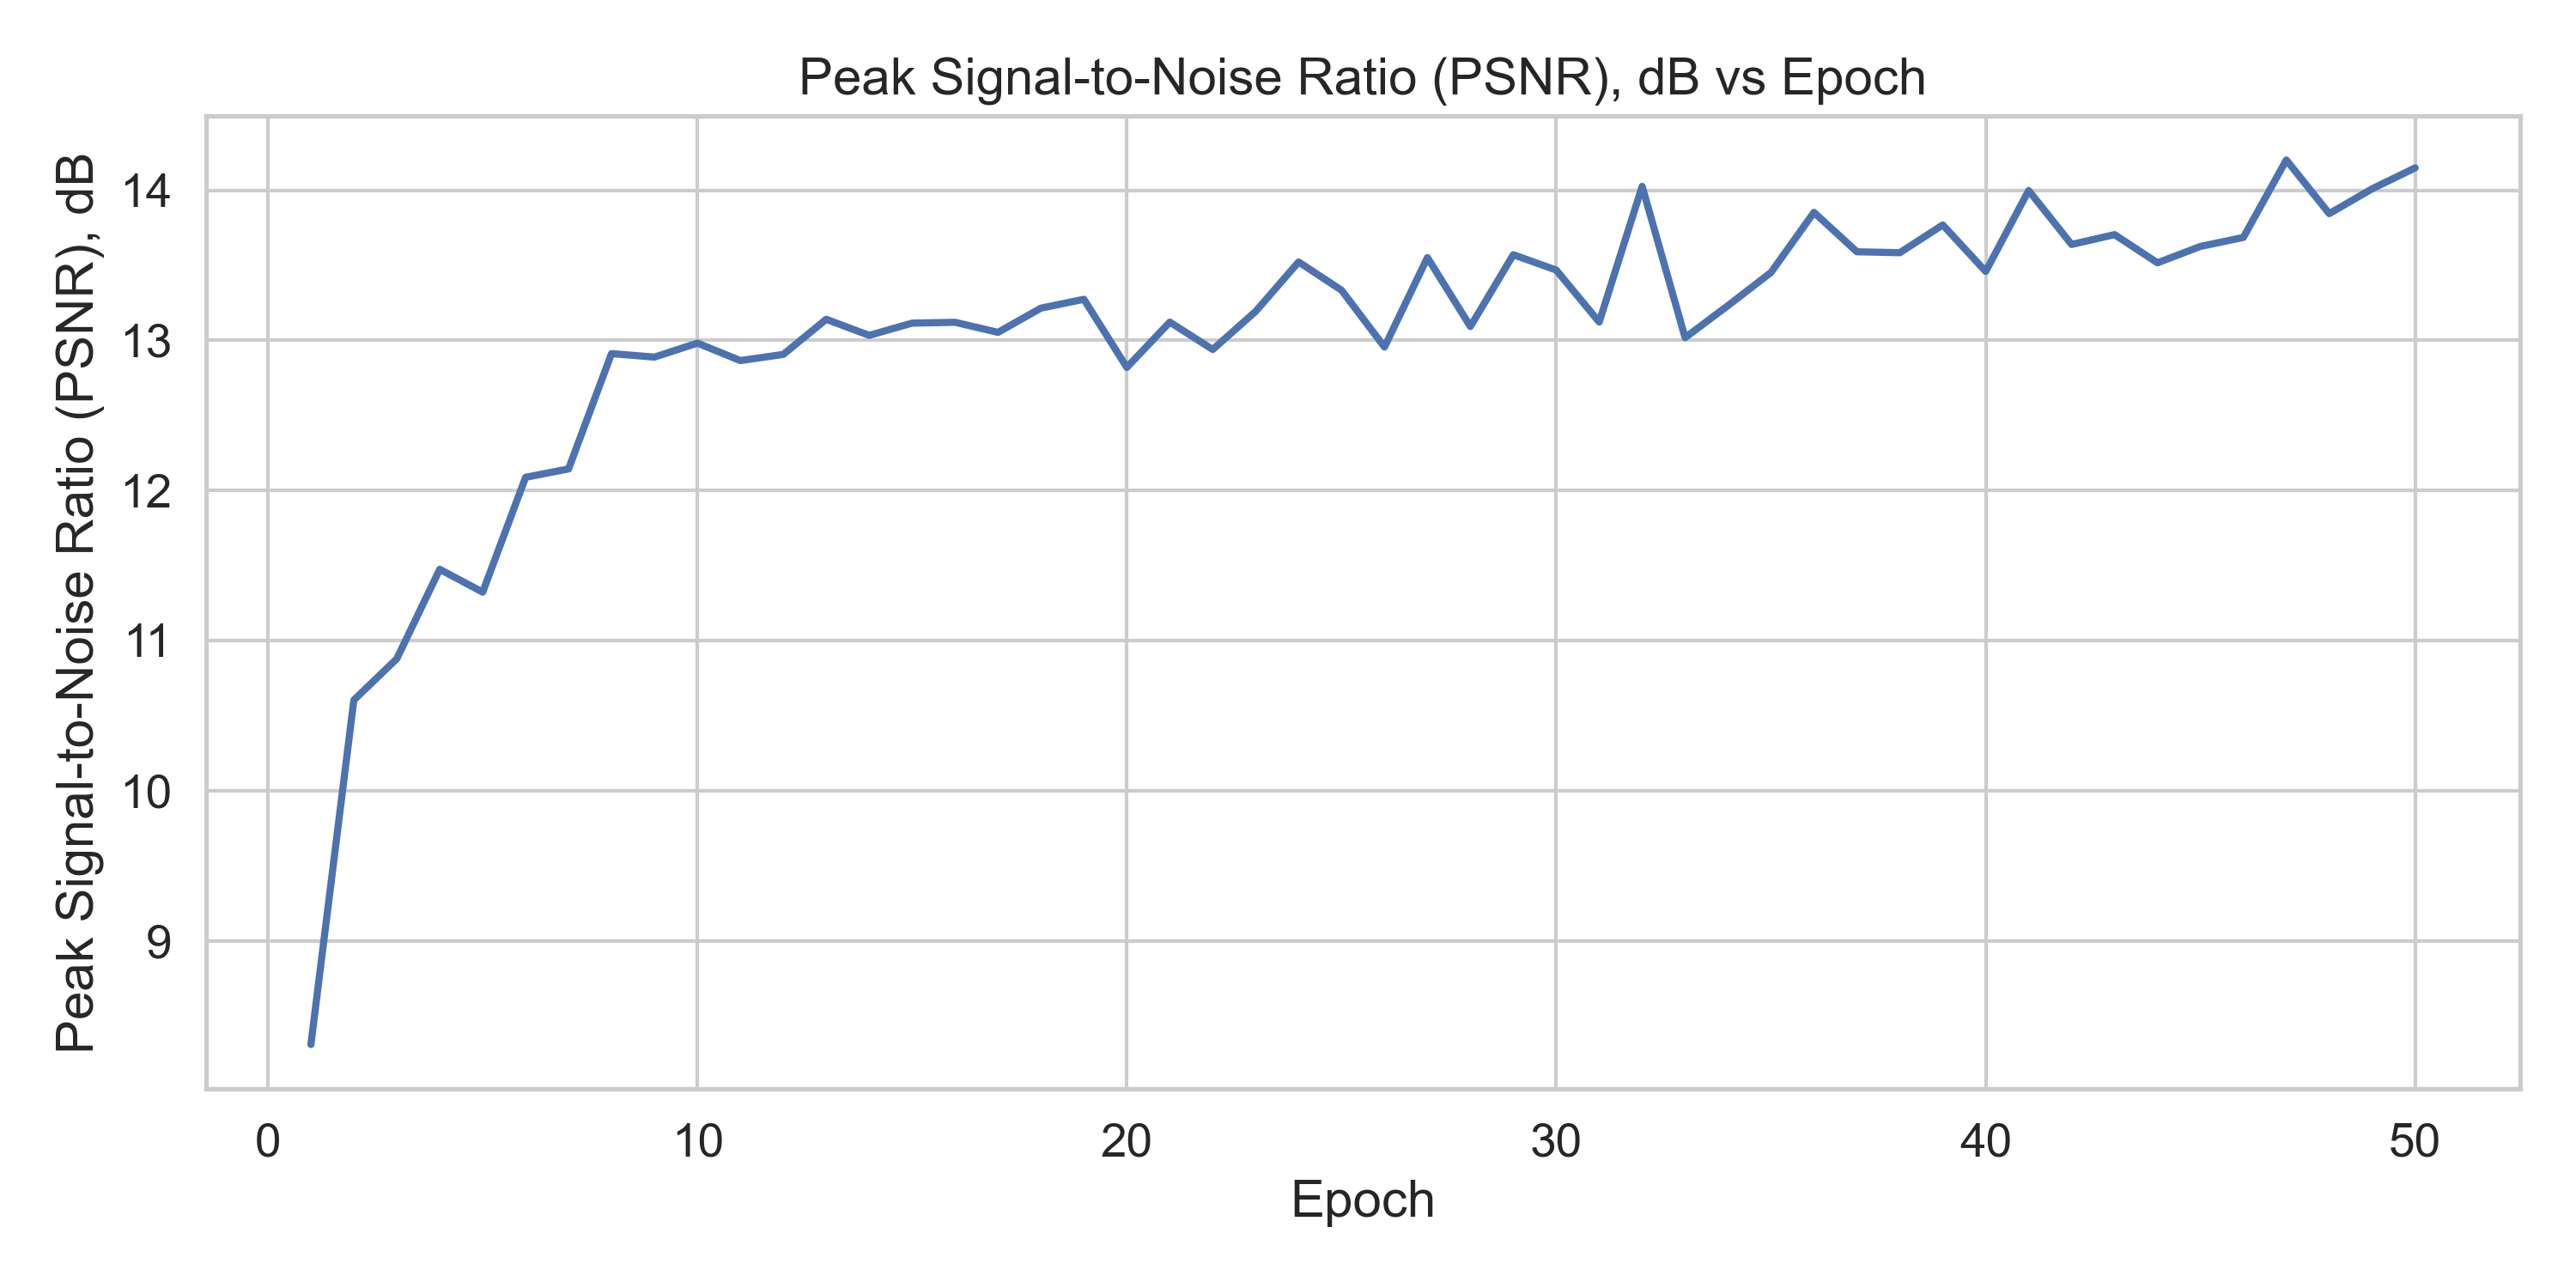 Peak Signal-to-Noise Ratio (PSNR), dB vs Epoch
Peak Signal-to-Noise Ratio (PSNR), dB
14
13
12
11
10
9
0 10 20 30 40 50
Epoch